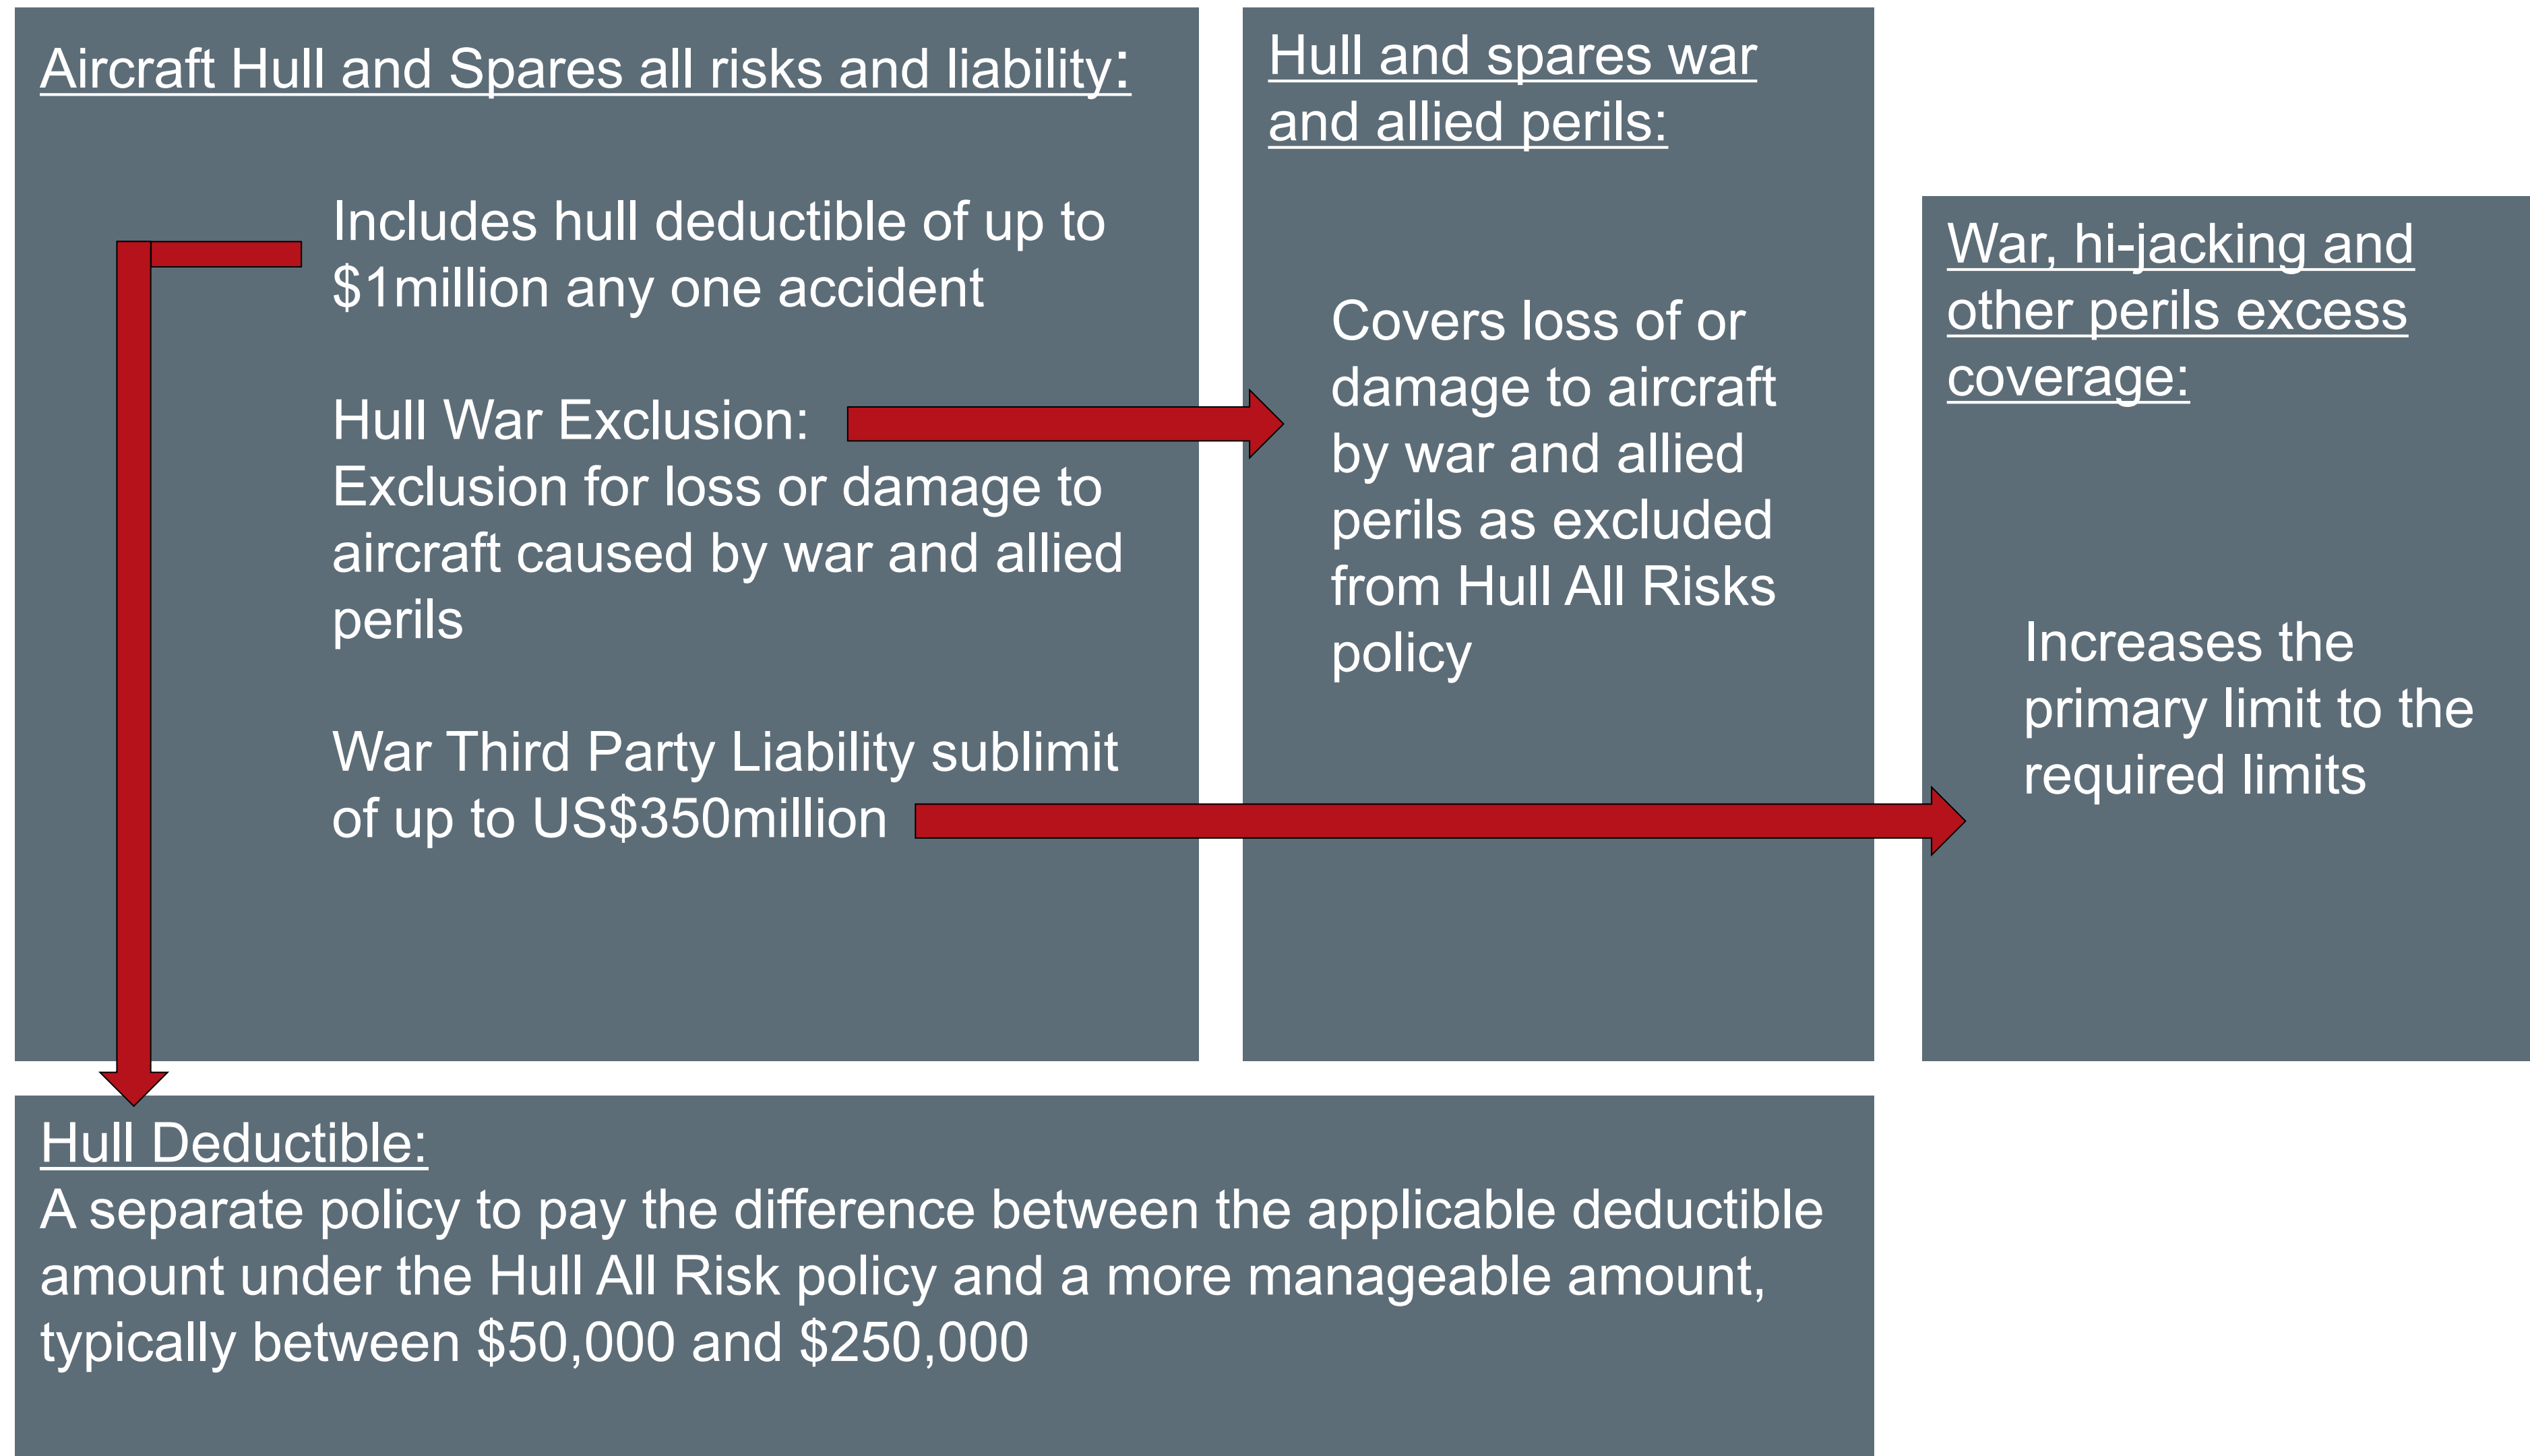 Aircraft Hull and Spares all risks and liability:
Includes hull deductible of up to
$1million any one accident
Hull War Exclusion:
Exclusion for loss or damage to
aircraft caused by war and allied
perils
War Third Party Liability sublimit
of up to US$350million
Hull and spares war
and allied perils:
Covers loss of or
damage to aircraft
by war and allied
perils as excluded
from Hull All Risks
policy
War, hi-jacking and
other perils excess
coverage:
Increases the
primary limit to the
required limits
Hull Deductible:
A separate policy to pay the difference between the applicable deductible
amount under the Hull All Risk policy and a more manageable amount,
typically between $50,000 and $250,000